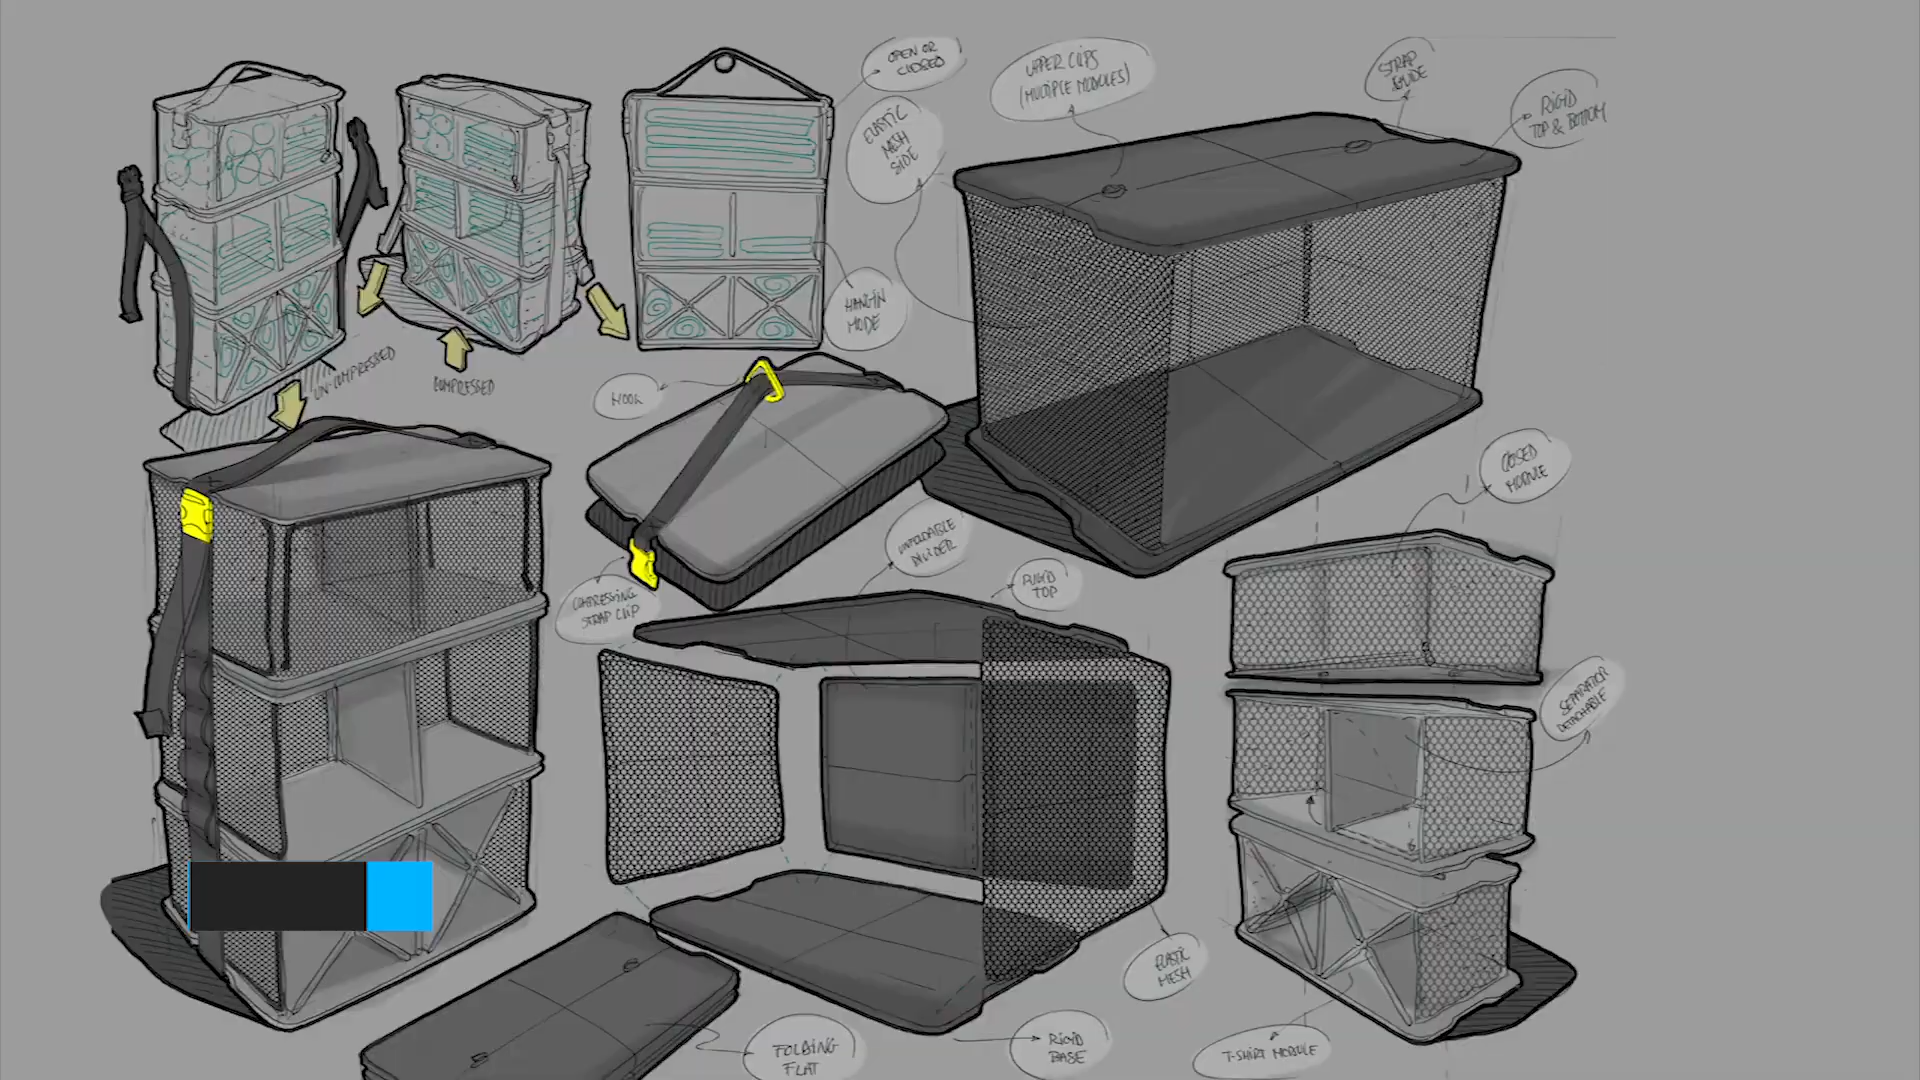 OPEN OR
CLOSED
UPPER CLIPS
(MULTIPLE MODULES)
STRAP
GUIDE
RIGID
TOP & BOTTOM
ELASTIC
MESH
SIDE
HANGIN
MODE
UN-COMPRESSED
COMPRESSED
HOOK
CLOSED
MODULE
UNFOLDABLE
DIVIDER
RIGID
TOP
COMPRESSING
STRAP CLIP
SEPARATOR
DETACHABLE
ELASTIC
MESH
FOLDING
FLAT
RIGID
BASE
T-SHIRT MODULE